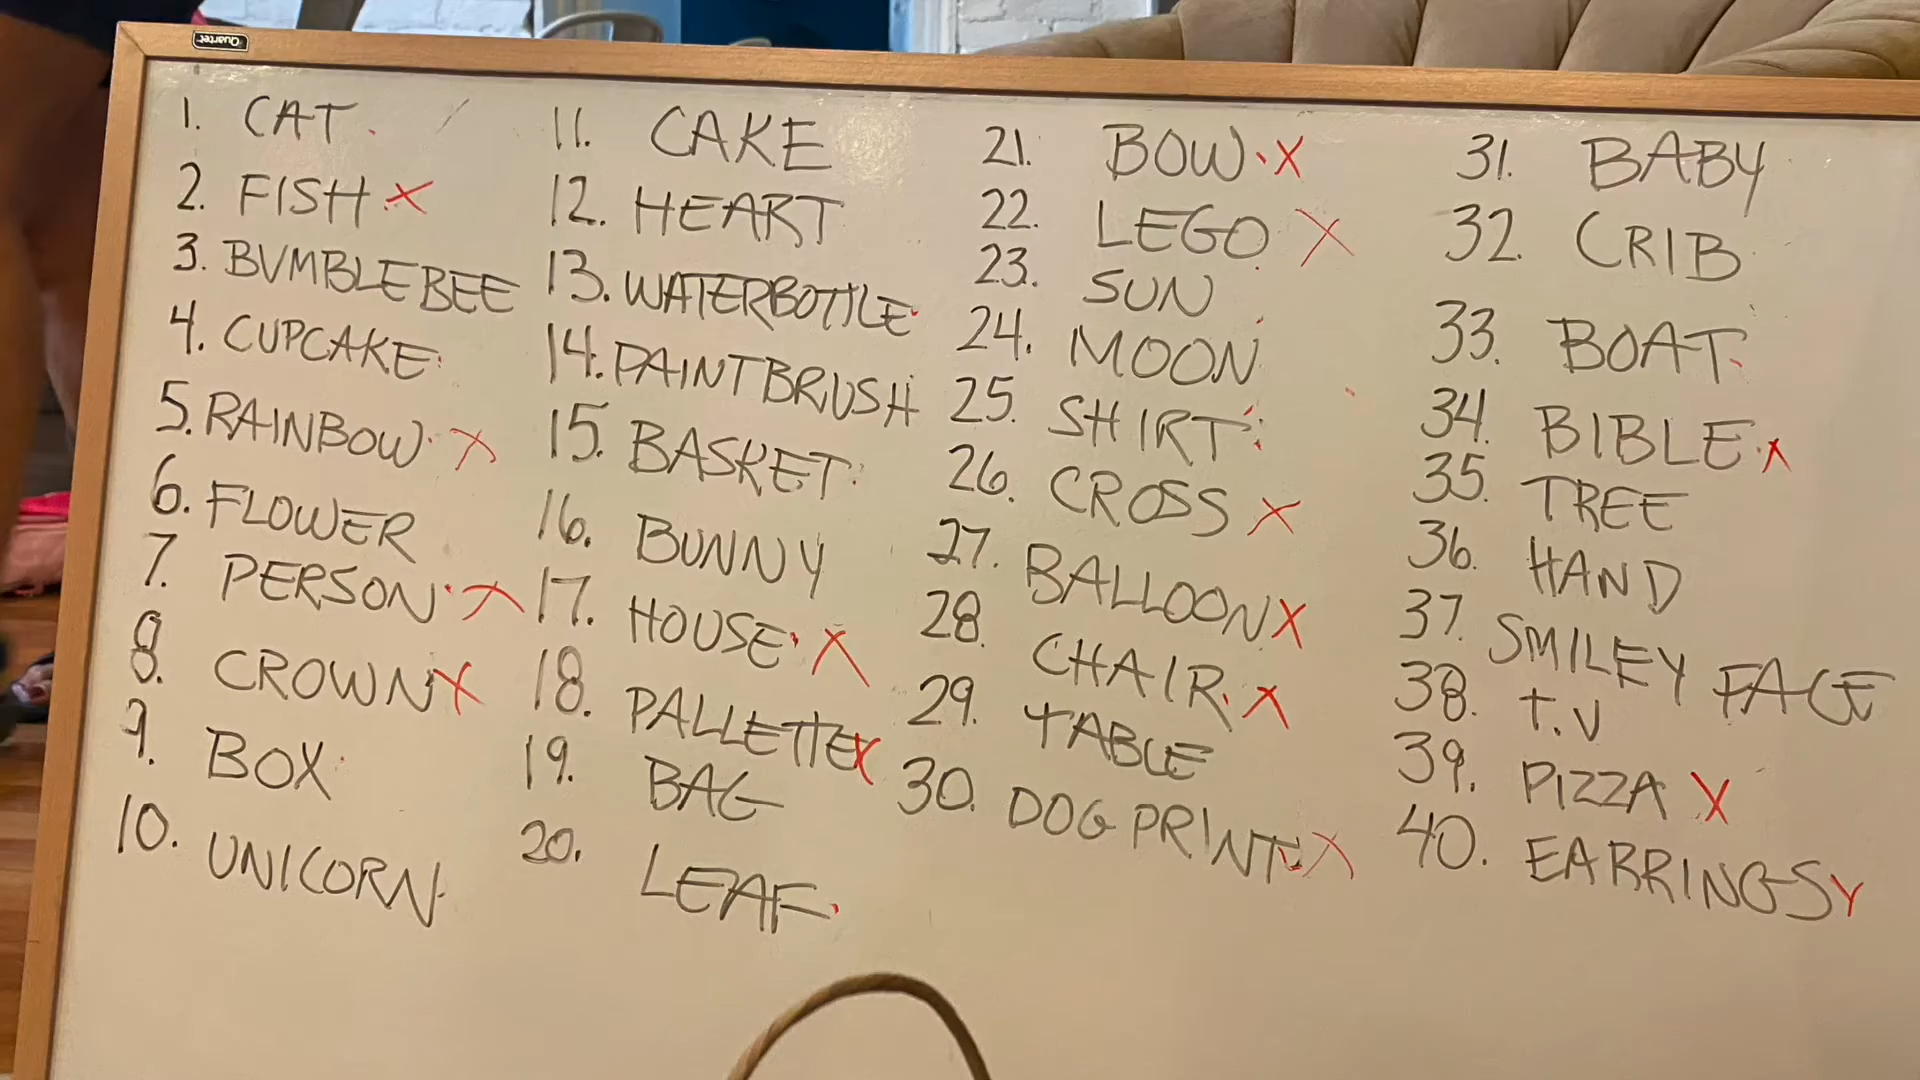 Quartet
1. CAT
2. FISH X
3. BUMBLEBEE
4. CUPCAKE
5. RAINBOW X
6. FLOWER
7. PERSON X
8. CROWN X
9. BOX
10. UNICORN
11. CAKE
12. HEART
13. WATERBOTTLE
14. PAINTBRUSH
15. BASKET
16. BUNNY
17. HOUSE X
18. PALLETTE X
19. BAG
20. LEAF
21. BOW X
22. LEGO X
23. SUN
24. MOON
25. SHIRT
26. CROSS X
27. BALLOON X
28. CHAIR X
29. TABLE
30. DOG PRINT X
31. BABY
32. CRIB
33. BOAT
34. BIBLE X
35. TREE
36. HAND
37. SMILEY FACE
38. T.V
39. PIZZA X
40. EARRINGS X